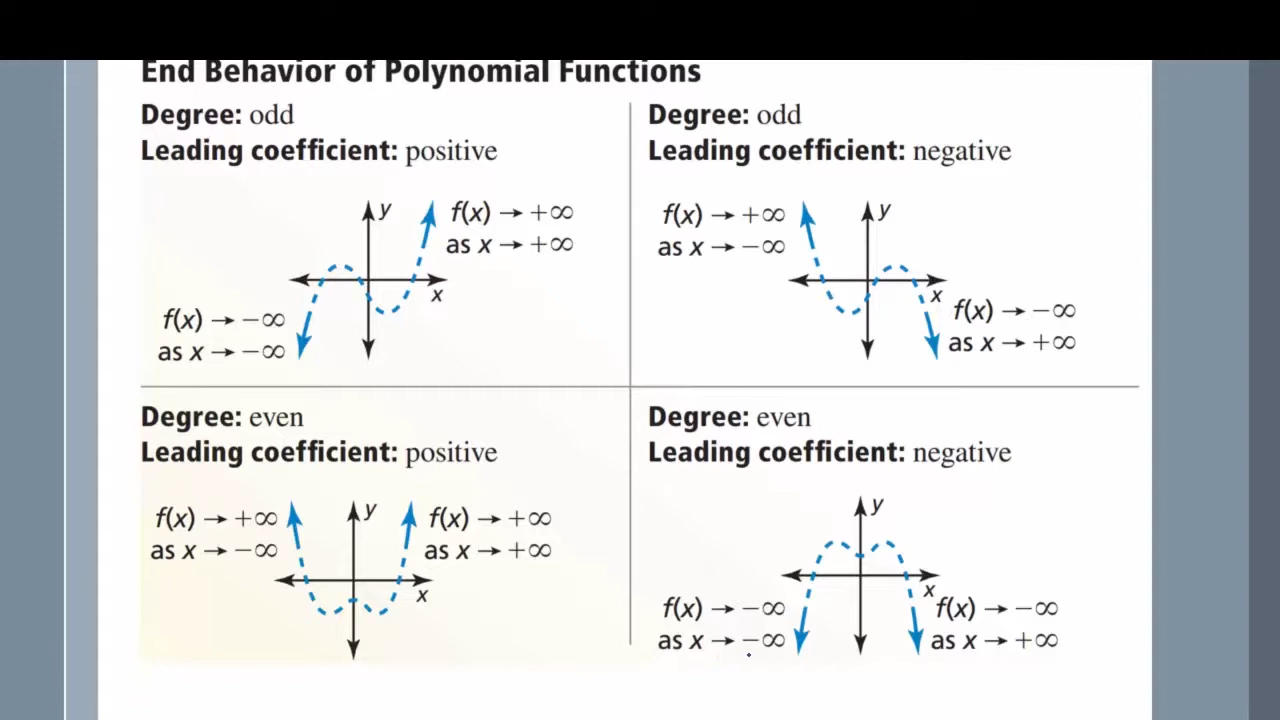 End Behavior of Polynomial Functions
Degree: odd
Leading coefficient: positive
y
f(x) → +∞
as x → +∞
x
f(x) → −∞
as x → −∞
Degree: odd
Leading coefficient: negative
f(x) → +∞
as x → −∞
y
x
f(x) → −∞
as x → +∞
Degree: even
Leading coefficient: positive
f(x) → +∞
as x → −∞
y
f(x) → +∞
as x → +∞
x
Degree: even
Leading coefficient: negative
y
x
f(x) → −∞
as x → −∞
f(x) → −∞
as x → +∞